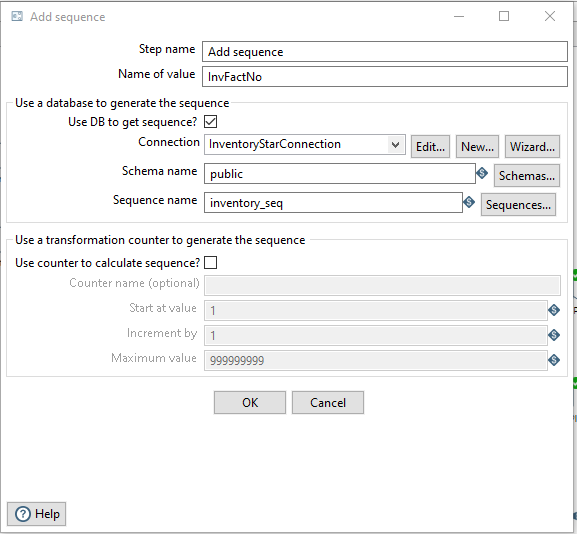 Add sequence
Step name Add sequence
Name of value InvFactNo
Use a database to generate the sequence
Use DB to get sequence?
Connection InventoryStarConnection Edit... New... Wizard...
Schema name public Schemas...
Sequence name inventory_seq Sequences...
Use a transformation counter to generate the sequence
Use counter to calculate sequence?
Counter name (optional)
Start at value 1
Increment by 1
Maximum value 999999999
OK Cancel
Help